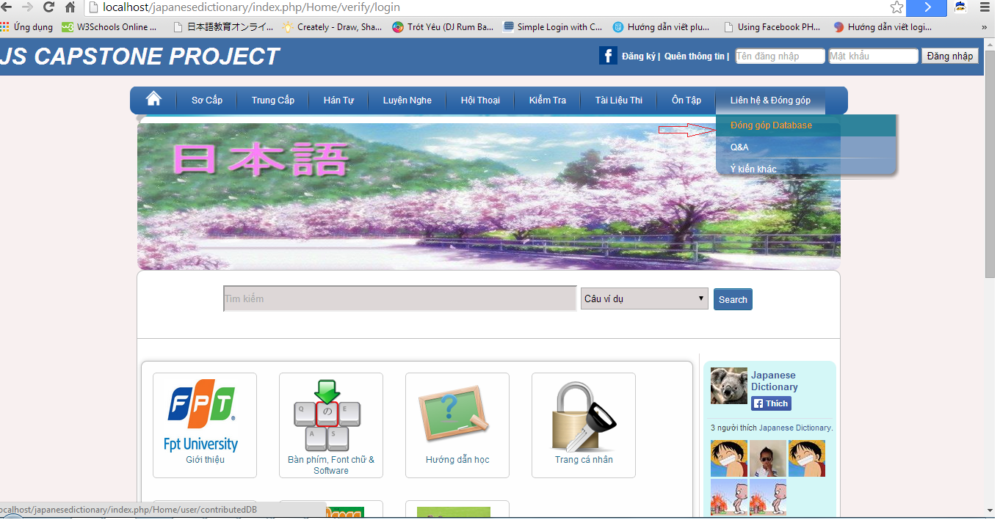 localhost/japanesedictionary/index.php/Home/verify/login
Ứng dụng W3Schools Online ... 日本語教育オンライ... Creately - Draw, Sha... Trót Yêu (DJ Rum Ba... Simple Login with C... Hướng dẫn viết plu... Using Facebook PH... Hướng dẫn viết logi... »
JS CAPSTONE PROJECT
f Đăng ký | Quên thông tin | Tên đăng nhập Mật khẩu Đăng nhập
Sơ Cấp Trung Cấp Hán Tự Luyện Nghe Hội Thoại Kiểm Tra Tài Liệu Thi Ôn Tập Liên hệ & Đóng góp
Đóng góp Database
Q&A
Ý kiến khác
日本語
Tìm kiếm Câu ví dụ Search
FPT
Fpt University
Giới thiệu
Q の E
A S
Bàn phím, Font chữ &
Software
?
Hướng dẫn học
Trang cá nhân
Japanese
Dictionary
f Thích
3 người thích Japanese Dictionary.
ocalhost/japanesedictionary/index.php/Home/user/contributedDB